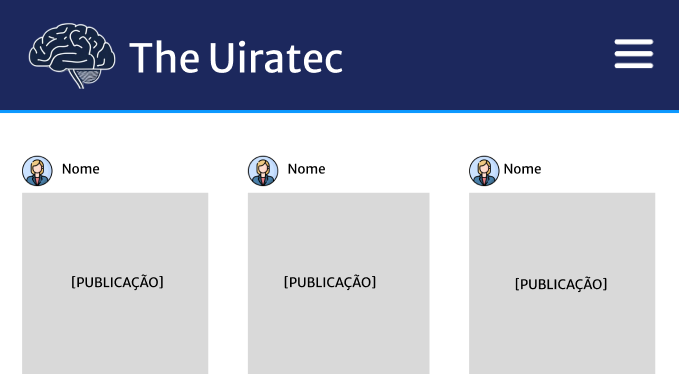 The Uiratec
Nome
Nome
Nome
[PUBLICAÇÃO]
[PUBLICAÇÃO]
[PUBLICAÇÃO]